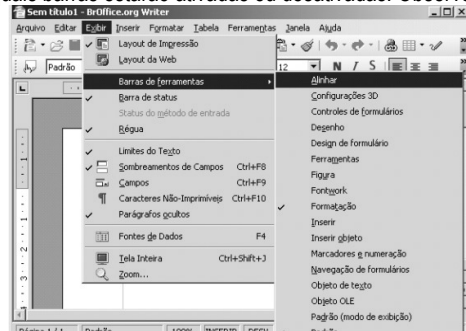 Sem título1 - BrOffice.org Writer
Arquivo Editar Exibir Inserir Formatar Tabela Ferramentas Janela Ajuda
Padrão 12 N I S
Layout de Impressão
Layout da Web
Barras de ferramentas
Barra de status
Status do método de entrada
Régua
Limites do Texto
Sombreamentos de Campos Ctrl+F8
Campos Ctrl+F9
Caracteres Não-Imprimíveis Ctrl+F10
Parágrafos ocultos
Fontes de Dados F4
Tela Inteira Ctrl+Shift+J
Zoom...
Alinhar
Configurações 3D
Controles de formulários
Desenho
Design de formulário
Ferramentas
Figura
Fontwork
Formatação
Inserir
Inserir objeto
Marcadores e numeração
Navegação de formulários
Objeto de texto
Objeto OLE
Padrão (modo de exibição)
Página 1 / 1 Padrão 100% INSERIR DESV